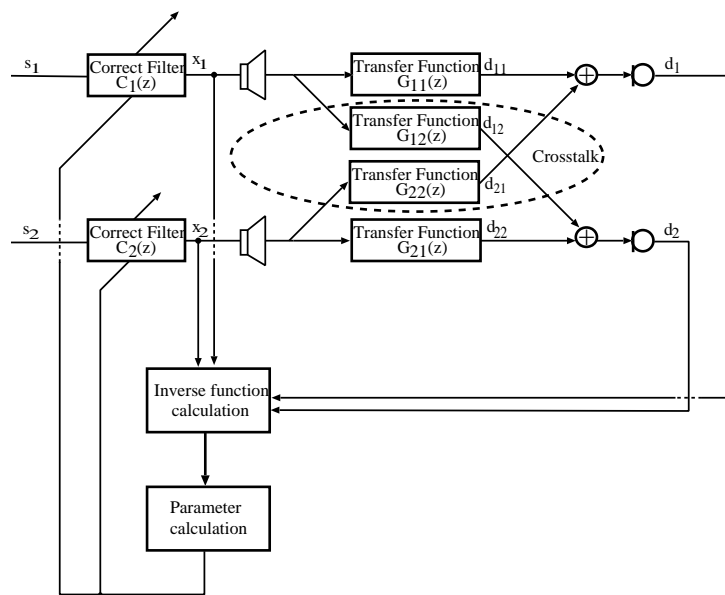 s1
Correct Filter
C1(z)
x1
Transfer Function
G11(z)
d11
d1
Transfer Function
G12(z)
d12
Crosstalk
Transfer Function
G22(z)
d21
s2
Correct Filter
C2(z)
x2
Transfer Function
G21(z)
d22
d2
Inverse function
calculation
Parameter
calculation